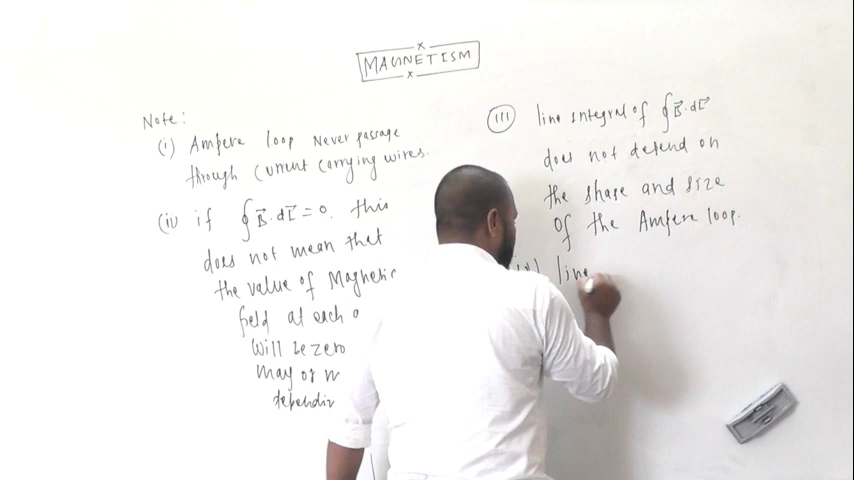 MAGNETISM
Note:
(i) Ampere loop Never passage
through current carrying wires.
(ii) if ∮B⃗.dl⃗ = 0. this
does not mean that
the value of Magnetic
field at each
will be zero
may or
(iii) line integral of ∮B⃗.dl⃗
does not depend on
the shape and size
of the Ampere loop.
line